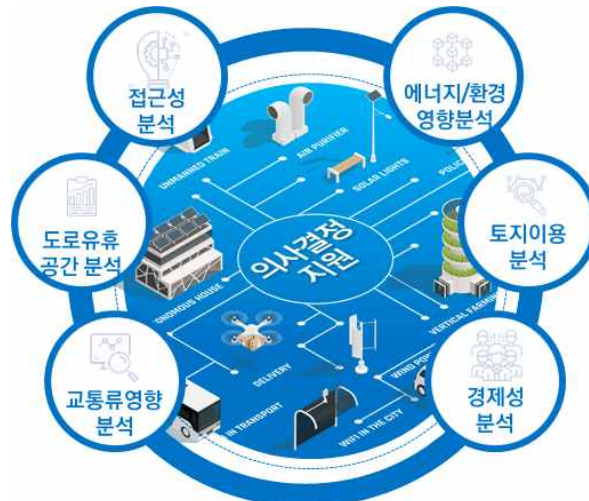 접근성
분석
에너지/환경
영향분석
UNMANNED TRAIN
AIR PURIFIER
SOLAR LIGHTS
도로유휴
공간 분석
의사결정
지원
토지이용
분석
VERTICAL FARMING
DELIVERY
교통류영향
분석
IN TRANSPORT
WIFI IN THE CITY
경제성
분석